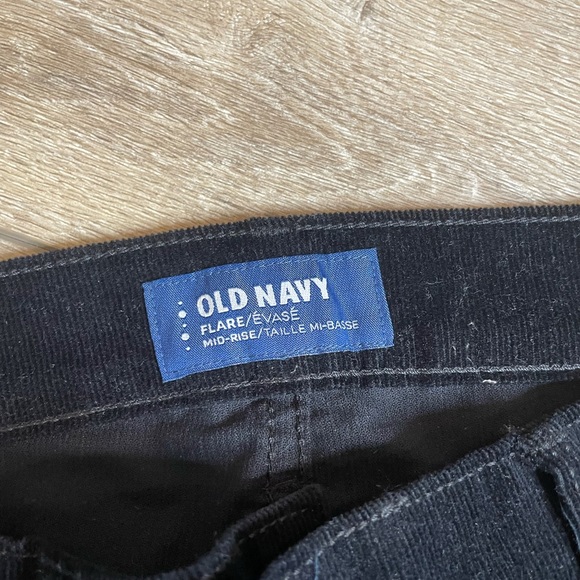 OLD NAVY
FLARE/ÉVASÉ
MID-RISE/TAILLE MI-BASSE